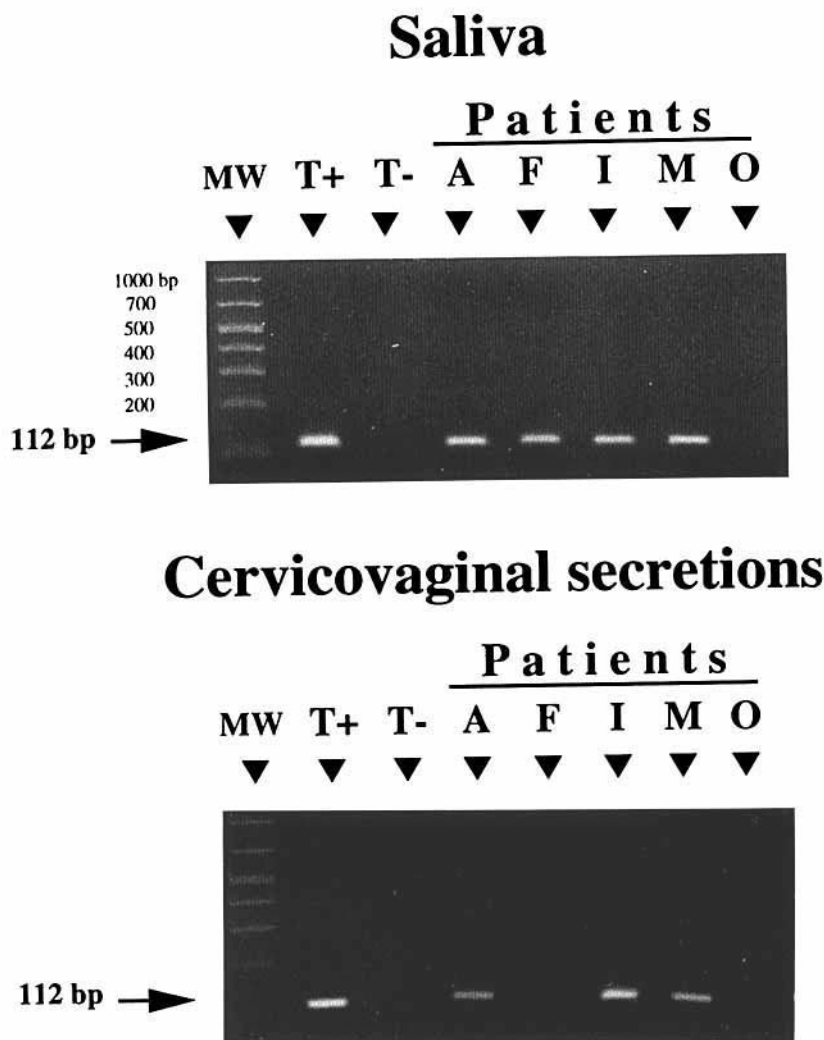 Saliva
Patients
MW T+ T- A F I M O
1000 bp
700
500
400
300
200
112 bp
Cervicovaginal secretions
Patients
MW T+ T- A F I M O
112 bp